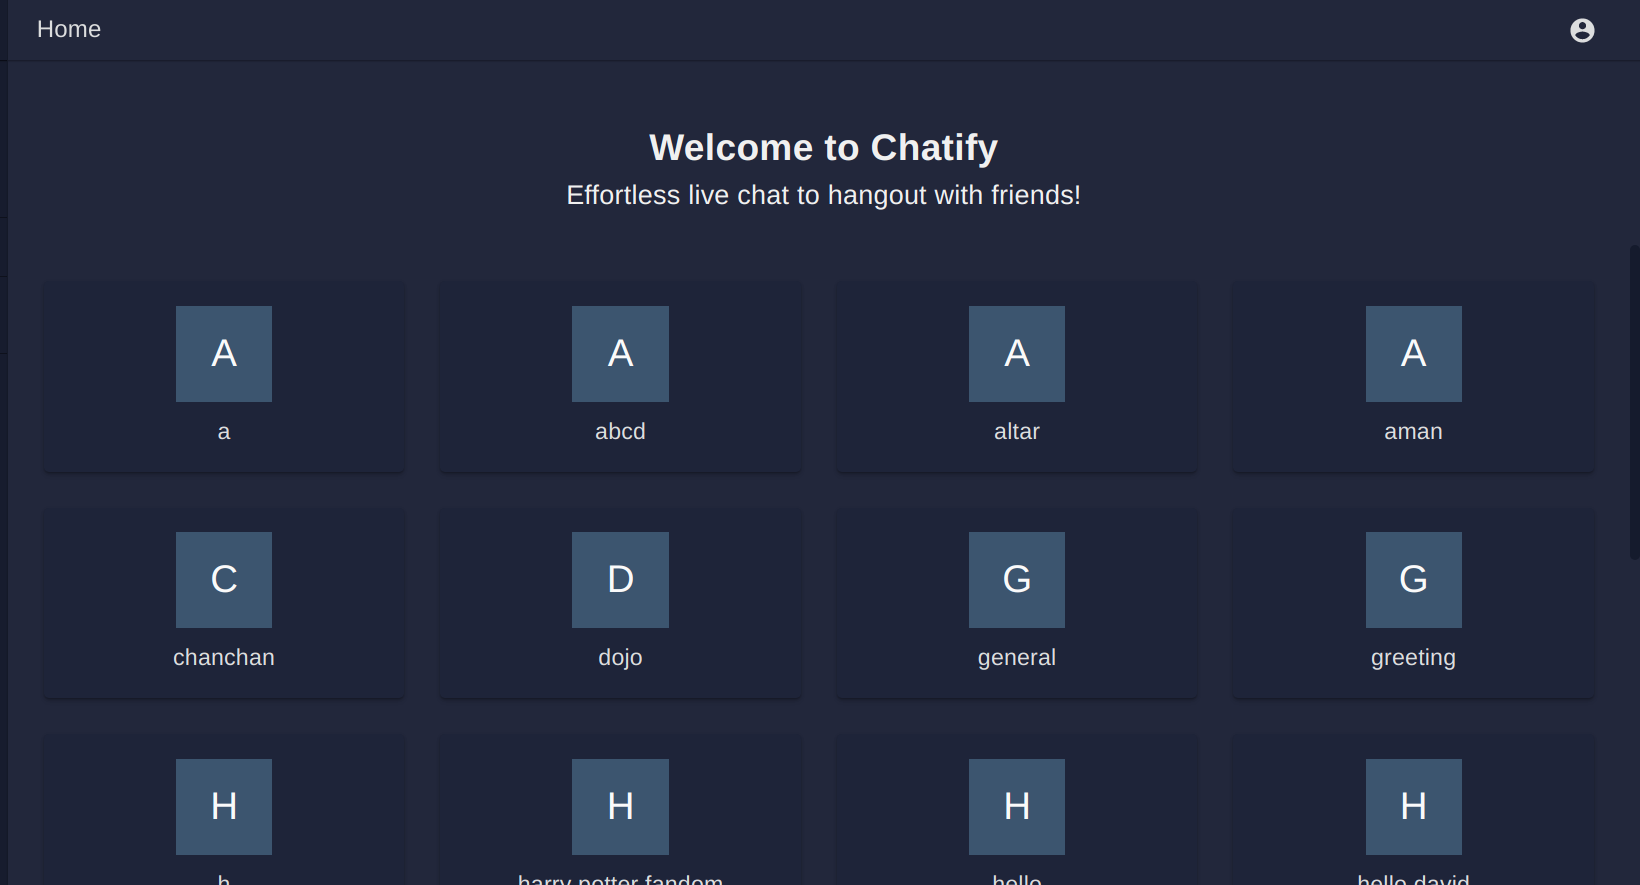 Home
Welcome to Chatify
Effortless live chat to hangout with friends!
A A A A
a abcd altar aman
C D G G
chanchan dojo general greeting
H H H H
h harry potter fandom hello hello david